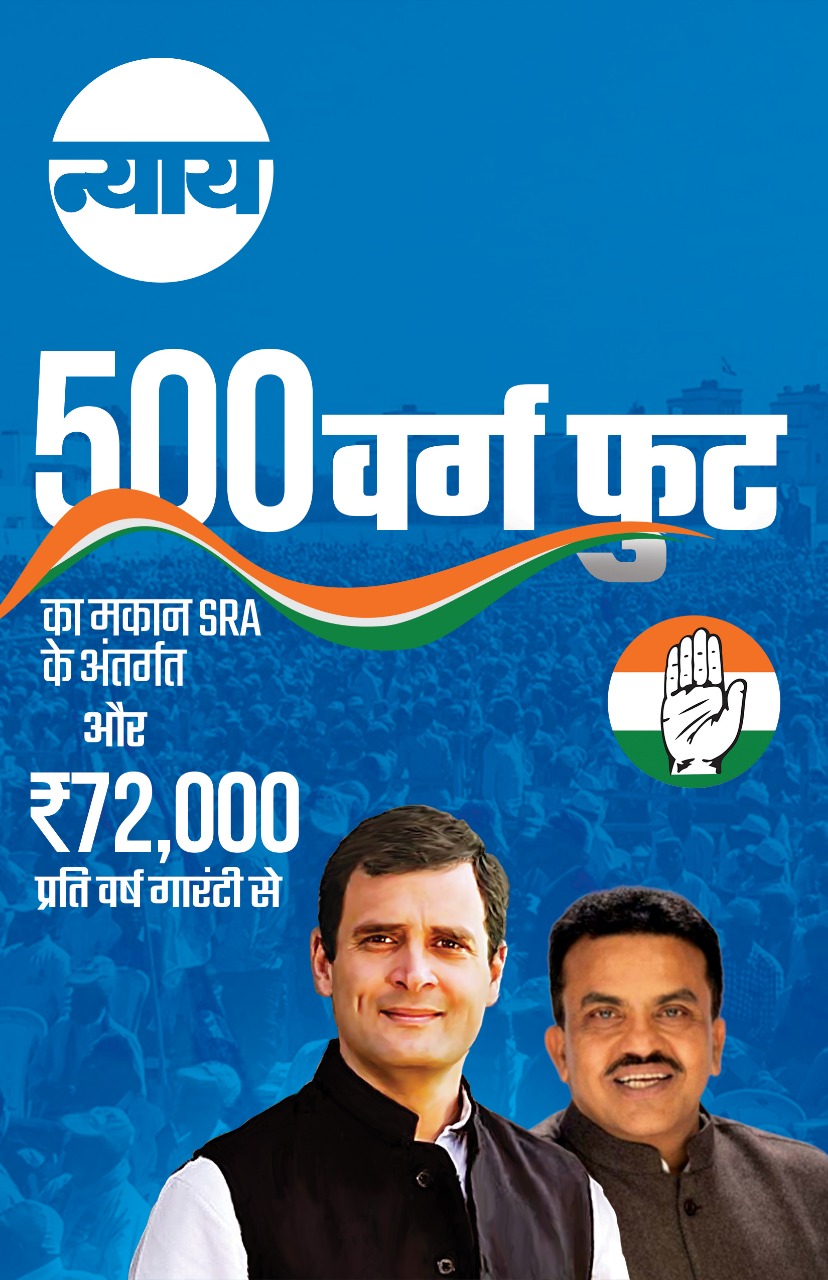 न्याय
500 वर्ग फुट
का मकान SRA
के अंतर्गत
और
₹72,000
प्रति वर्ष गारंटी से